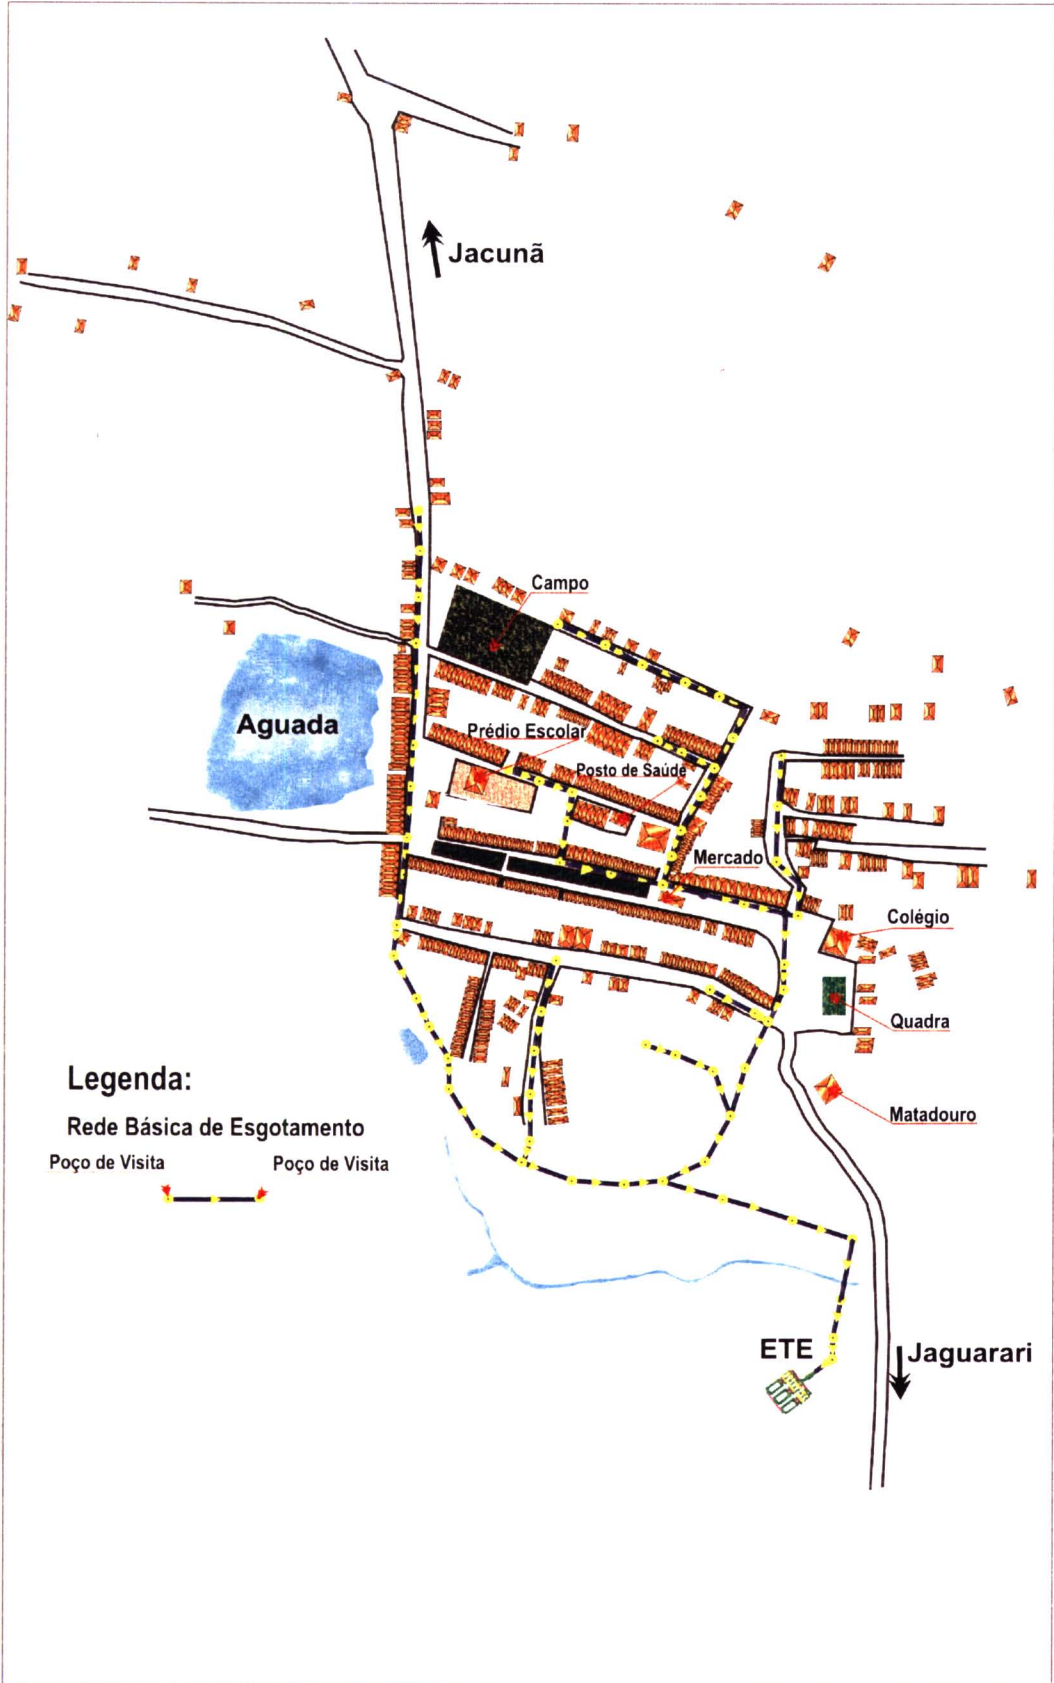 Jacunã
Campo
Aguada
Prédio Escolar
Posto de Saúde
Mercado
Colégio
Quadra
Legenda:
Rede Básica de Esgotamento
Poço de Visita
Poço de Visita
Matadouro
ETE
Jaguarari